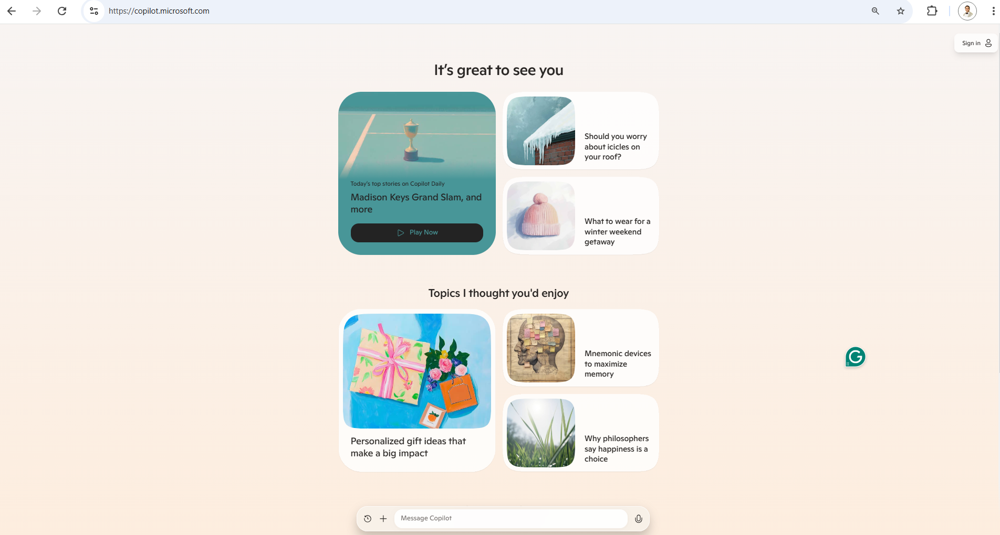 https://copilot.microsoft.com
Sign in
It's great to see you
Today's top stories on Copilot Daily
Madison Keys Grand Slam, and
more
Play Now
Should you worry
about icicles on
your roof?
What to wear for a
winter weekend
getaway
Topics I thought you'd enjoy
Personalized gift ideas that
make a big impact
Mnemonic devices
to maximize
memory
Why philosophers
say happiness is a
choice
G
Message Copilot